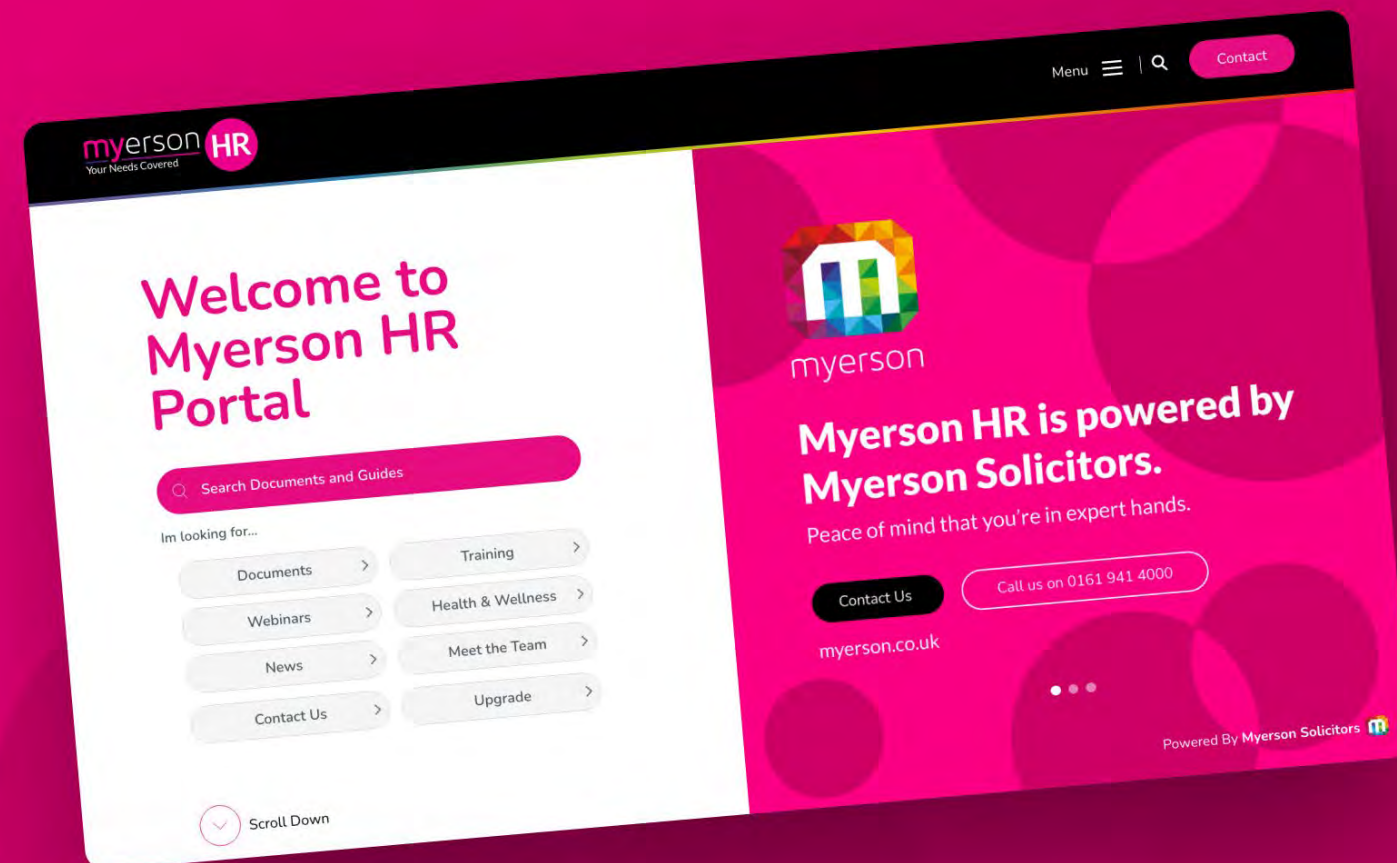 myerson HR
Your Needs Covered
Menu
Contact
Welcome to
Myerson HR
Portal
Search Documents and Guides
Im looking for...
Documents
Training
Webinars
Health & Wellness
News
Meet the Team
Contact Us
Upgrade
Scroll Down
m
myerson
Myerson HR is powered by
Myerson Solicitors.
Peace of mind that you're in expert hands.
Contact Us
Call us on 0161 941 4000
myerson.co.uk
Powered By Myerson Solicitors m